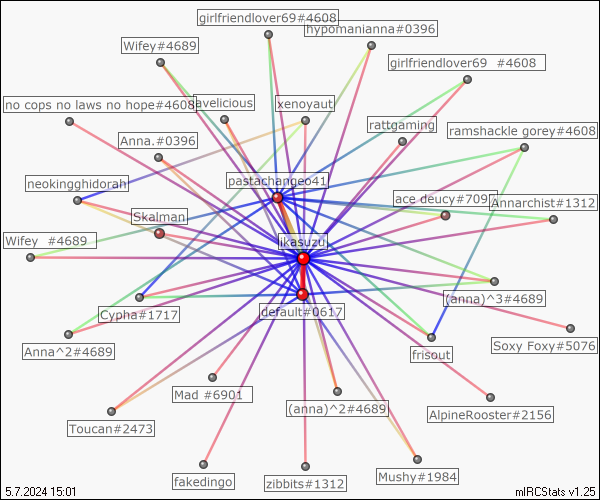 girlfriendlover69#4608
hypomanianna#0396
Wifey#4689
girlfriendlover69 #4608
no cops no laws no hope#4608
avelicious
xenoyaut
rattgaming
ramshackle gorey#4608
Anna.#0396
neokingghidorah
pastachangeo41
ace deucy#7097
Annarchist#1312
Skalman
Wifey #4689
ikasuzu
Cypha#1717
default#0617
(anna)^3#4689
Anna^2#4689
frisout
Soxy Foxy#5076
Mad #6901
(anna)^2#4689
AlpineRooster#2156
Toucan#2473
fakedingo
zibbits#1312
Mushy#1984
5.7.2024 15:01
mIRCStats v1.25